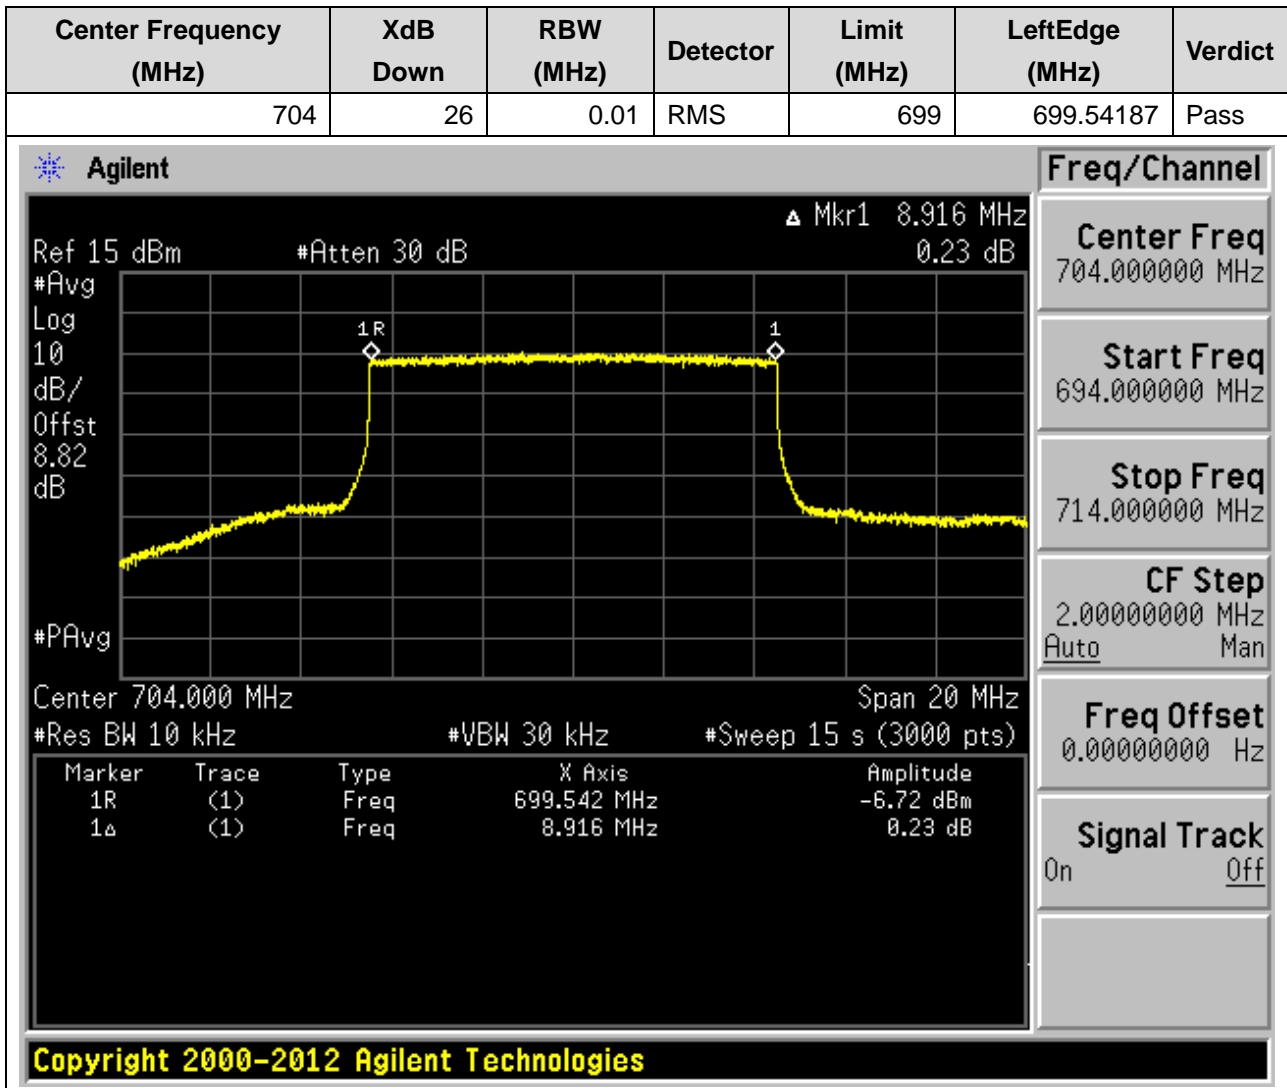 Center Frequency (MHz) XdB Down RBW (MHz) Detector Limit (MHz) LeftEdge (MHz) Verdict
704 26 0.01 RMS 699 699.54187 Pass
Agilent
Freq/Channel
▵ Mkr1 8.916 MHz
Ref 15 dBm #Atten 30 dB 0.23 dB
#Avg
Log
10
dB/
Offst
8.82
dB
1R 1
#PAvg
Center 704.000 MHz Span 20 MHz
#Res BW 10 kHz #VBW 30 kHz #Sweep 15 s (3000 pts)
Marker Trace Type X Axis Amplitude
1R (1) Freq 699.542 MHz -6.72 dBm
1▵ (1) Freq 8.916 MHz 0.23 dB
Center Freq
704.000000 MHz
Start Freq
694.000000 MHz
Stop Freq
714.000000 MHz
CF Step
2.00000000 MHz
Auto Man
Freq Offset
0.00000000 Hz
Signal Track
On Off
Copyright 2000-2012 Agilent Technologies